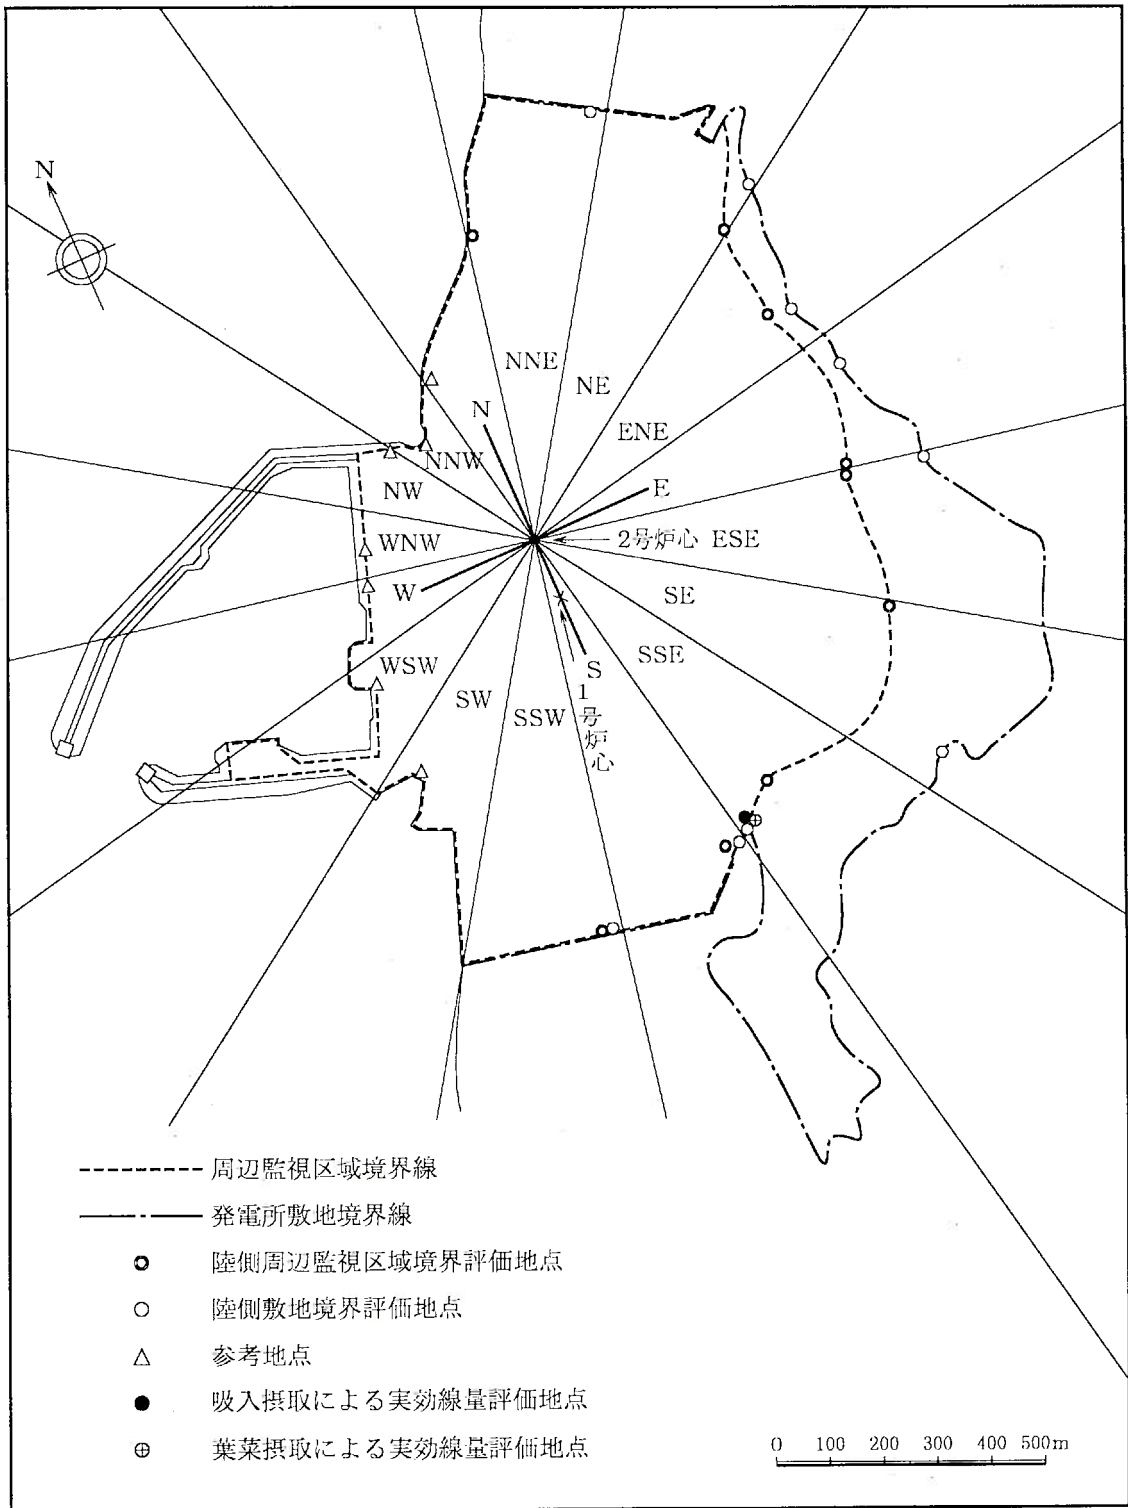 N
NNE
NE
N
ENE
NNW
NW
E
WNW
2号炉心 ESE
W
SE
SSE
WSW
S
SW
SSW
1号炉心
周辺監視区域境界線
発電所敷地境界線
陸側周辺監視区域境界評価地点
陸側敷地境界評価地点
参考地点
吸入摂取による実効線量評価地点
葉菜摂取による実効線量評価地点
0 100 200 300 400 500m